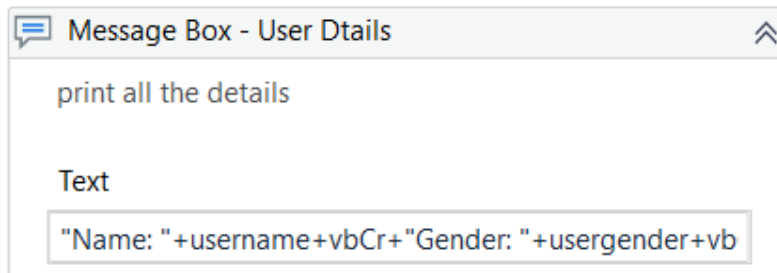 Message Box - User Dtails
print all the details
Text
"Name: "+username+vbCr+"Gender: "+usergender+vb